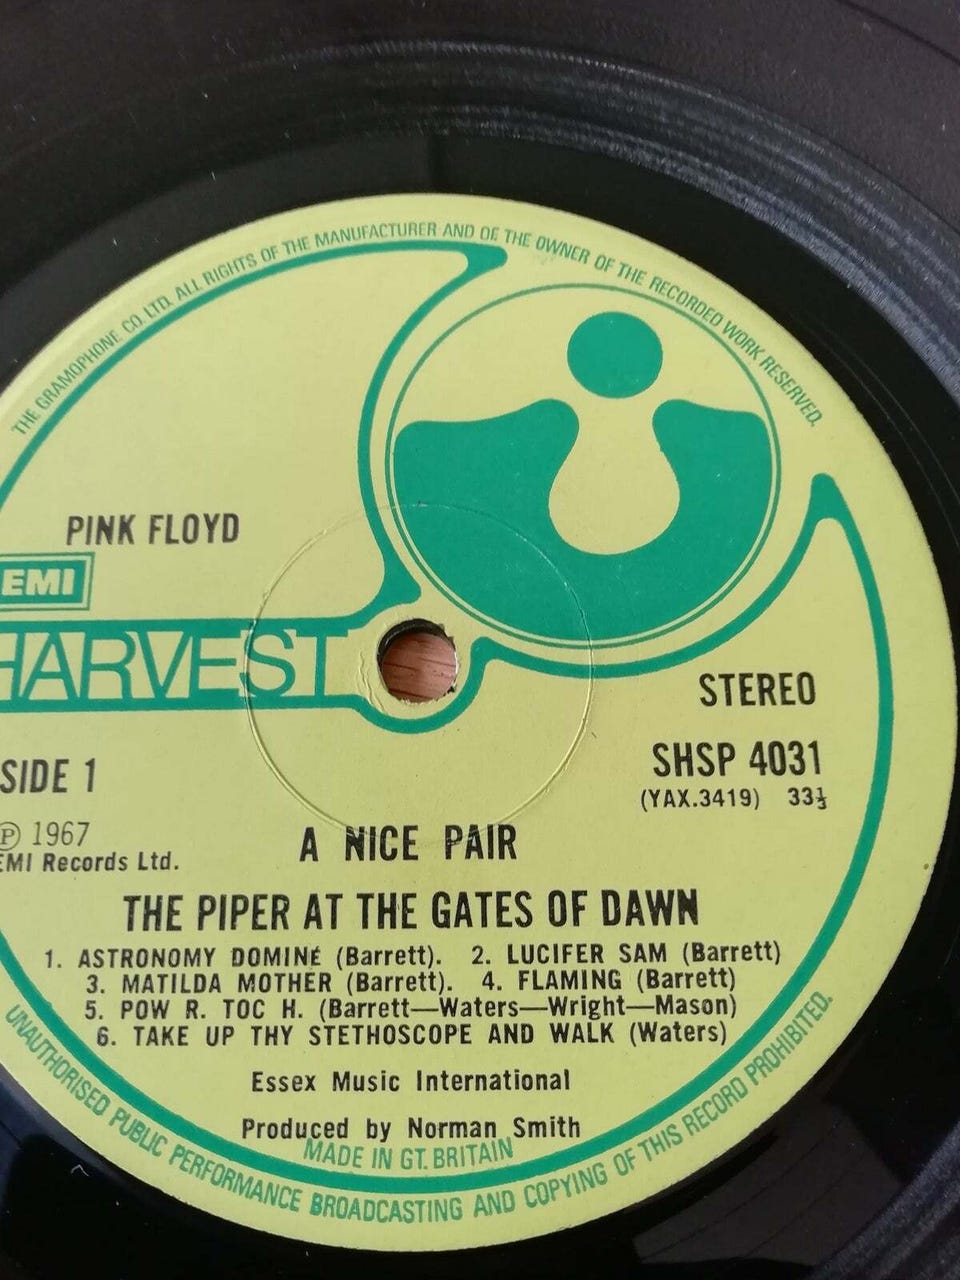 THE GRAMOPHONE CO. LTD. ALL RIGHTS OF THE MANUFACTURER AND OF THE OWNER OF THE RECORDED WORK RESERVED.
PINK FLOYD
EMI
HARVEST
STEREO
SIDE 1
SHSP 4031
(YAX.3419) 33⅓
℗ 1967
EMI Records Ltd.
A NICE PAIR
THE PIPER AT THE GATES OF DAWN
1. ASTRONOMY DOMINÉ (Barrett). 2. LUCIFER SAM (Barrett)
3. MATILDA MOTHER (Barrett). 4. FLAMING (Barrett)
5. POW R. TOC H. (Barrett—Waters—Wright—Mason)
6. TAKE UP THY STETHOSCOPE AND WALK (Waters)
Essex Music International
Produced by Norman Smith
MADE IN GT. BRITAIN
UNAUTHORISED PUBLIC PERFORMANCE BROADCASTING AND COPYING OF THIS RECORD PROHIBITED.